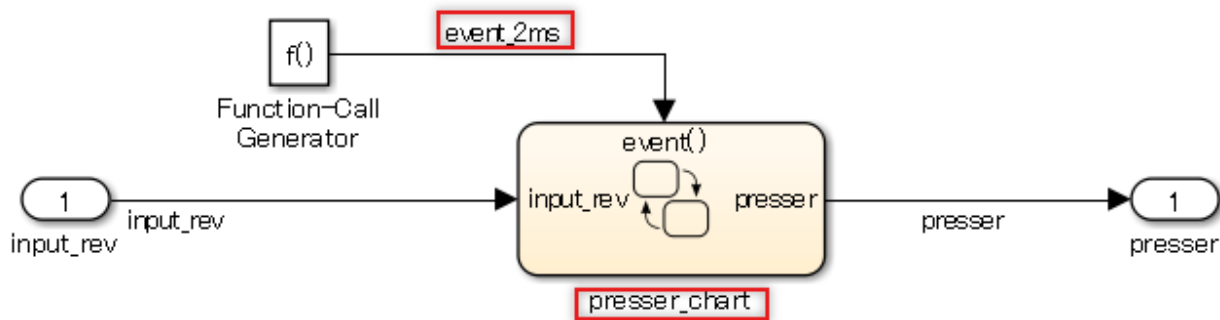 event_2ms
f()
Function-Call
Generator
event()
1
input_rev
presser
1
input_rev
presser
input_rev
presser
presser_chart